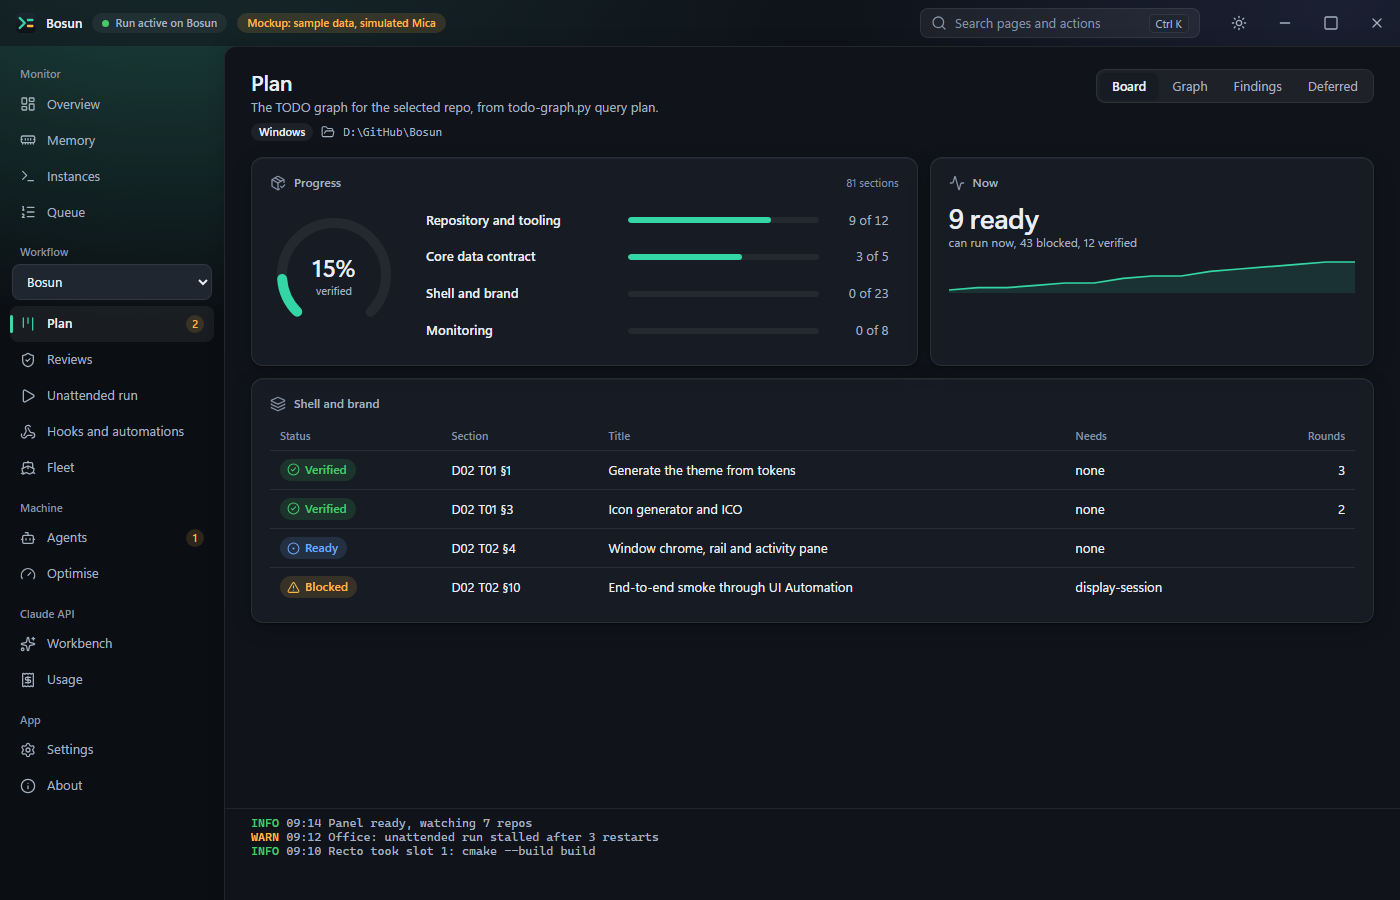 Bosun
Run active on Bosun
Mockup: sample data, simulated Mica
Search pages and actions
Ctrl K
Monitor
Overview
Memory
Instances
Queue
Workflow
Bosun
Plan 2
Reviews
Unattended run
Hooks and automations
Fleet
Machine
Agents 1
Optimise
Claude API
Workbench
Usage
App
Settings
About
Plan
The TODO graph for the selected repo, from todo-graph.py query plan.
Windows D:\GitHub\Bosun
Board Graph Findings Deferred
Progress 81 sections
15%
verified
Repository and tooling 9 of 12
Core data contract 3 of 5
Shell and brand 0 of 23
Monitoring 0 of 8
Now
9 ready
can run now, 43 blocked, 12 verified
Shell and brand
Status Section Title Needs Rounds
Verified D02 T01 §1 Generate the theme from tokens none 3
Verified D02 T01 §3 Icon generator and ICO none 2
Ready D02 T02 §4 Window chrome, rail and activity pane none
Blocked D02 T02 §10 End-to-end smoke through UI Automation display-session
INFO 09:14 Panel ready, watching 7 repos
WARN 09:12 Office: unattended run stalled after 3 restarts
INFO 09:10 Recto took slot 1: cmake --build build